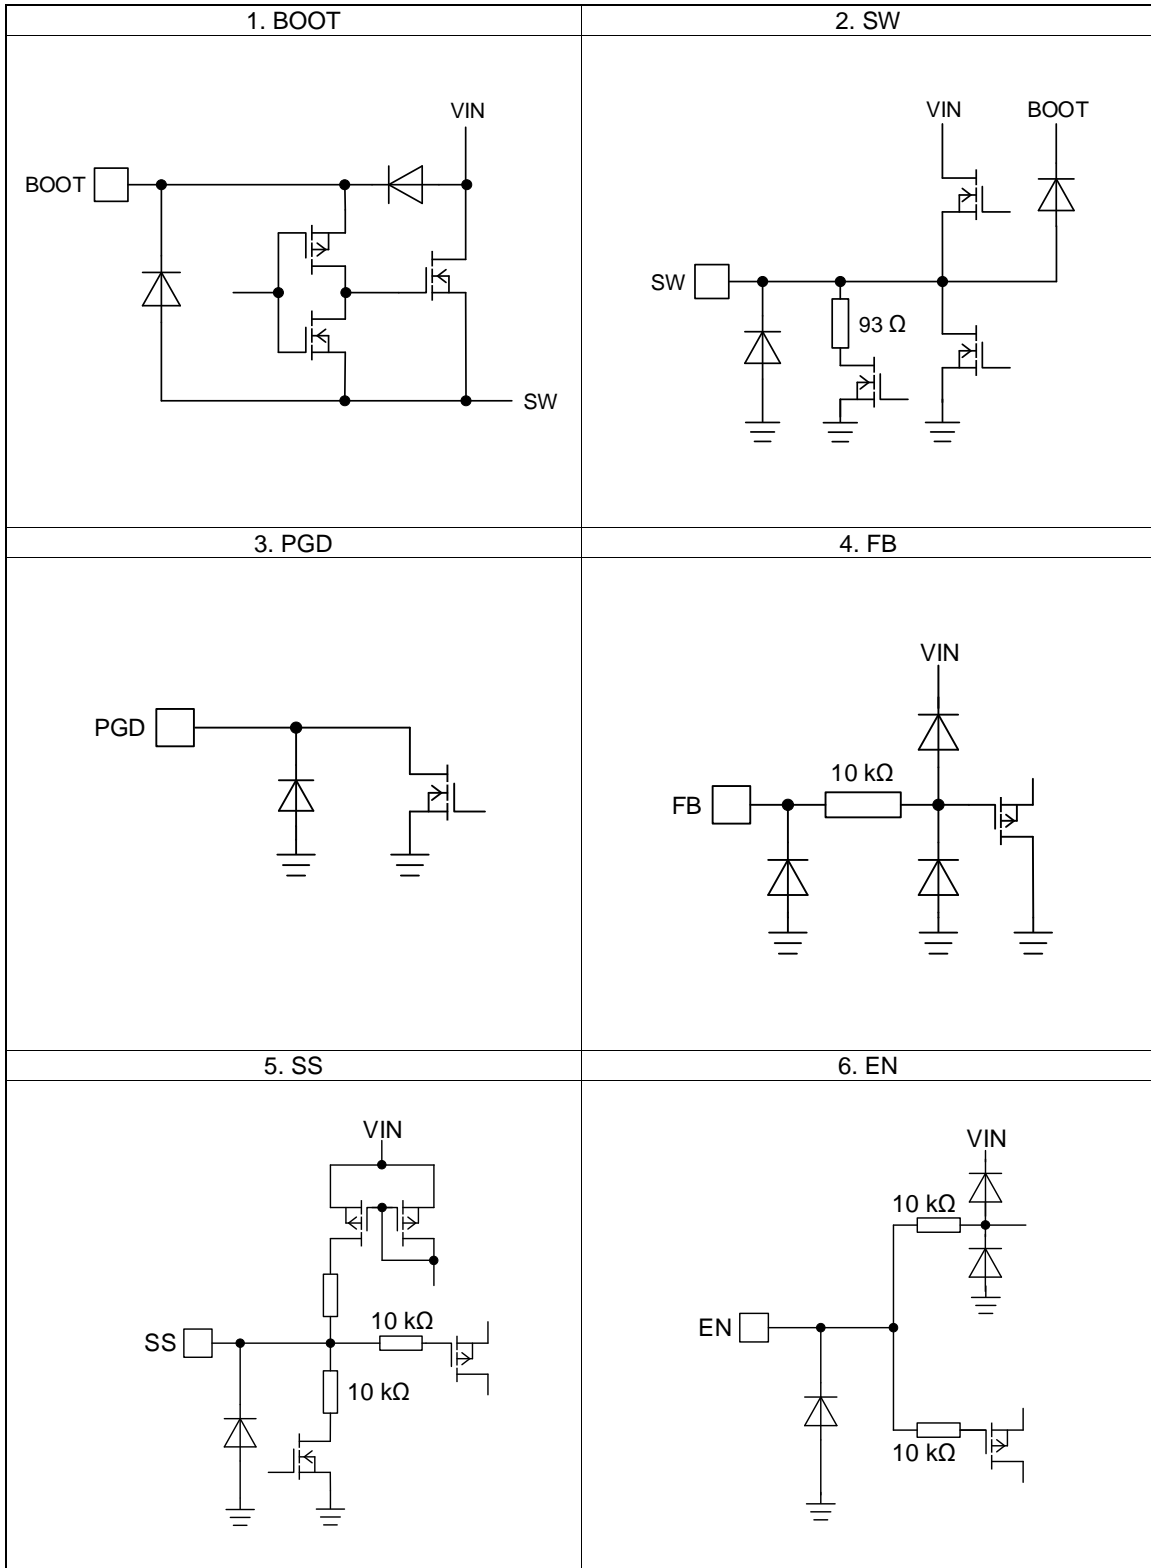 1. BOOT
2. SW
VIN
BOOT
SW
VIN
BOOT
SW
93 Ω
3. PGD
4. FB
PGD
VIN
10 kΩ
FB
5. SS
6. EN
VIN
10 kΩ
SS
10 kΩ
VIN
10 kΩ
EN
10 kΩ